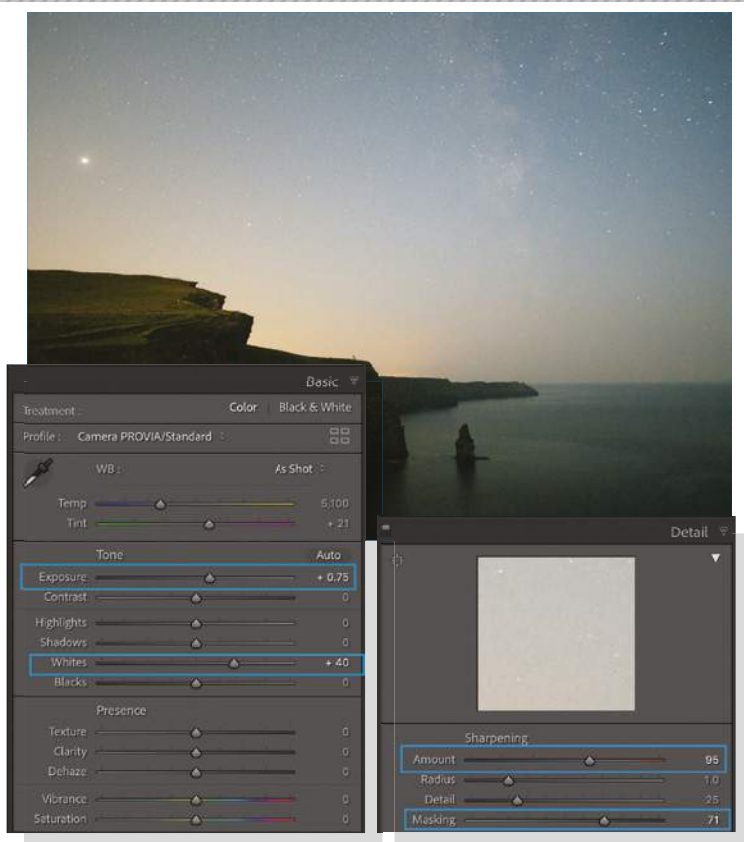 Basic
Treatment :
Color Black & White
Profile : Camera PROVIA/Standard
WB : As Shot
Temp 5,100
Tint + 21
Tone Auto
Exposure + 0.75
Contrast 0
Highlights 0
Shadows 0
Whites + 40
Blacks 0
Presence
Texture 0
Clarity 0
Dehaze 0
Vibrance 0
Saturation 0
Detail
Sharpening
Amount 95
Radius 1.0
Detail 25
Masking 71